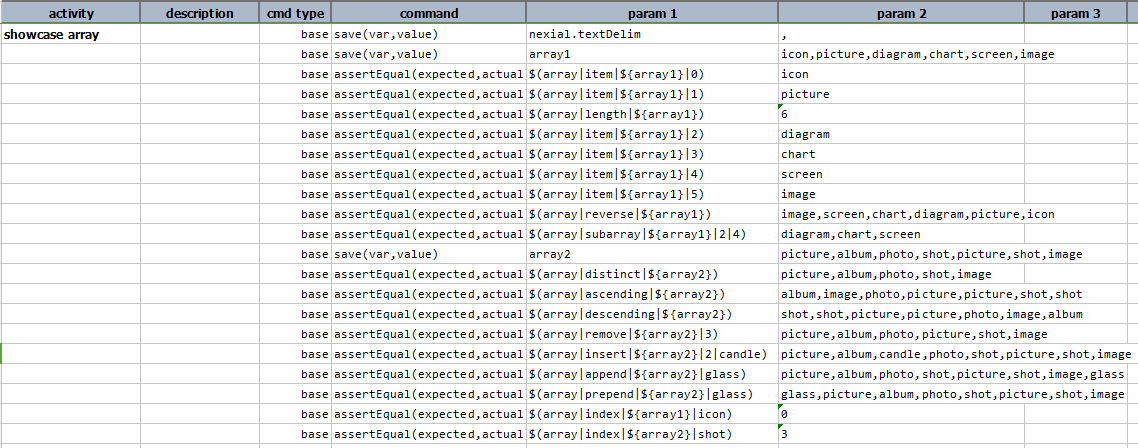 activity description cmd type command param 1 param 2 param 3
showcase array base save(var,value) nexial.textDelim ,
base save(var,value) array1 icon,picture,diagram,chart,screen,image
base assertEqual(expected,actual $(array|item|${array1}|0) icon
base assertEqual(expected,actual $(array|item|${array1}|1) picture
base assertEqual(expected,actual $(array|length|${array1}) 6
base assertEqual(expected,actual $(array|item|${array1}|2) diagram
base assertEqual(expected,actual $(array|item|${array1}|3) chart
base assertEqual(expected,actual $(array|item|${array1}|4) screen
base assertEqual(expected,actual $(array|item|${array1}|5) image
base assertEqual(expected,actual $(array|reverse|${array1}) image,screen,chart,diagram,picture,icon
base assertEqual(expected,actual $(array|subarray|${array1}|2|4) diagram,chart,screen
base save(var,value) array2 picture,album,photo,shot,picture,shot,image
base assertEqual(expected,actual $(array|distinct|${array2}) picture,album,photo,shot,image
base assertEqual(expected,actual $(array|ascending|${array2}) album,image,photo,picture,picture,shot,shot
base assertEqual(expected,actual $(array|descending|${array2}) shot,shot,picture,picture,photo,image,album
base assertEqual(expected,actual $(array|remove|${array2}|3) picture,album,photo,picture,shot,image
base assertEqual(expected,actual $(array|insert|${array2}|2|candle) picture,album,candle,photo,shot,picture,shot,image
base assertEqual(expected,actual $(array|append|${array2}|glass) picture,album,photo,shot,picture,shot,image,glass
base assertEqual(expected,actual $(array|prepend|${array2}|glass) glass,picture,album,photo,shot,picture,shot,image
base assertEqual(expected,actual $(array|index|${array1}|icon) 0
base assertEqual(expected,actual $(array|index|${array2}|shot) 3